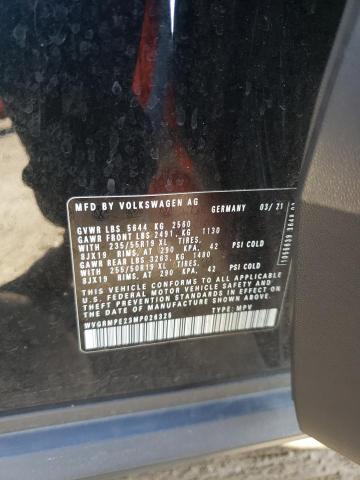 MFD BY VOLKSWAGEN AG
GERMANY 03/21
GVWR LBS 5644 KG 2560
GAWR FRONT LBS 2491, KG 1130
WITH 235/55R19 XL TIRES,
8JX19 RIMS, AT 290 KPA, 42 PSI COLD
GAWR REAR LBS 3263, KG 1480
WITH 255/50R19 XL TIRES,
8JX19 RIMS, AT 290 KPA, 42 PSI COLD
THIS VEHICLE CONFORMS TO ALL APPLICABLE
U.S. FEDERAL MOTOR VEHICLE SAFETY AND
THEFT PREVENTION STANDARDS IN EFFECT ON
THE DATE OF MANUFACTURE SHOWN ABOVE.
WV6RMPE29MP026326 TYPE: MPV